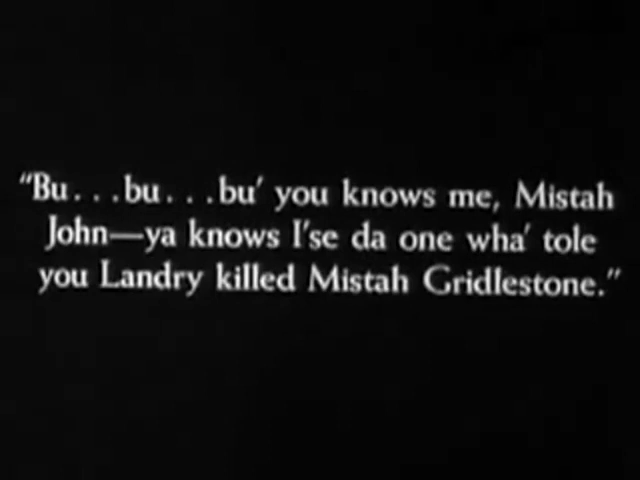 "Bu. . .bu. . .bu' you knows me, Mistah
John—ya knows I'se da one wha' tole
you Landry killed Mistah Gridlestone."